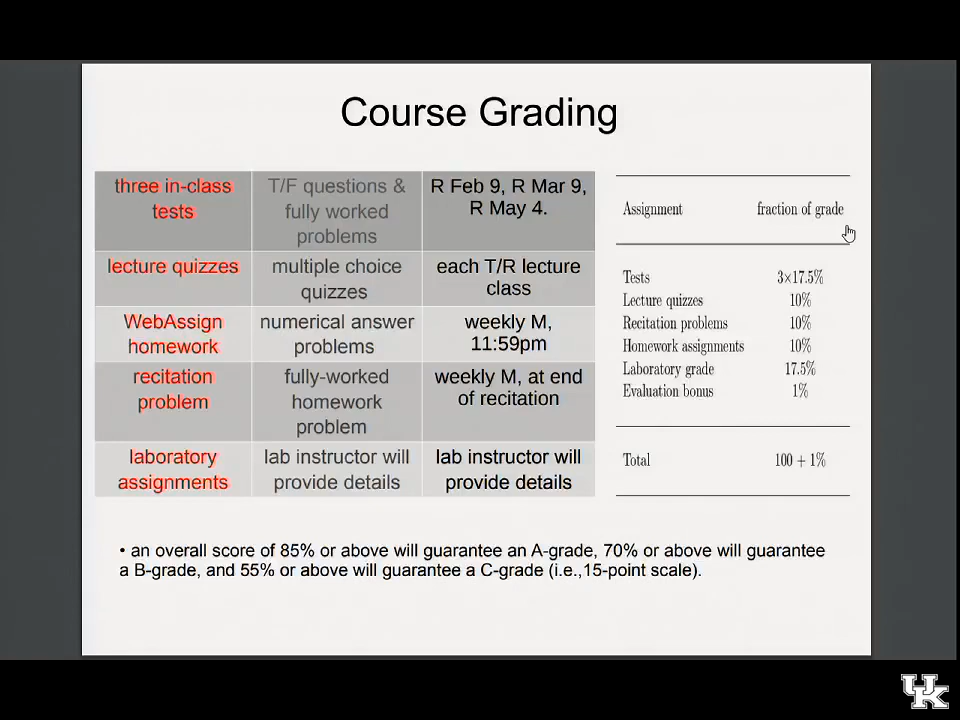 Course Grading
three in-class
tests
T/F questions &
fully worked
problems
R Feb 9, R Mar 9,
R May 4.
lecture quizzes
multiple choice
quizzes
each T/R lecture
class
WebAssign
homework
numerical answer
problems
weekly M,
11:59pm
recitation
problem
fully-worked
homework
problem
weekly M, at end
of recitation
laboratory
assignments
lab instructor will
provide details
lab instructor will
provide details
Assignment fraction of grade
Tests 3×17.5%
Lecture quizzes 10%
Recitation problems 10%
Homework assignments 10%
Laboratory grade 17.5%
Evaluation bonus 1%
Total 100 + 1%
• an overall score of 85% or above will guarantee an A-grade, 70% or above will guarantee
a B-grade, and 55% or above will guarantee a C-grade (i.e.,15-point scale).
UK